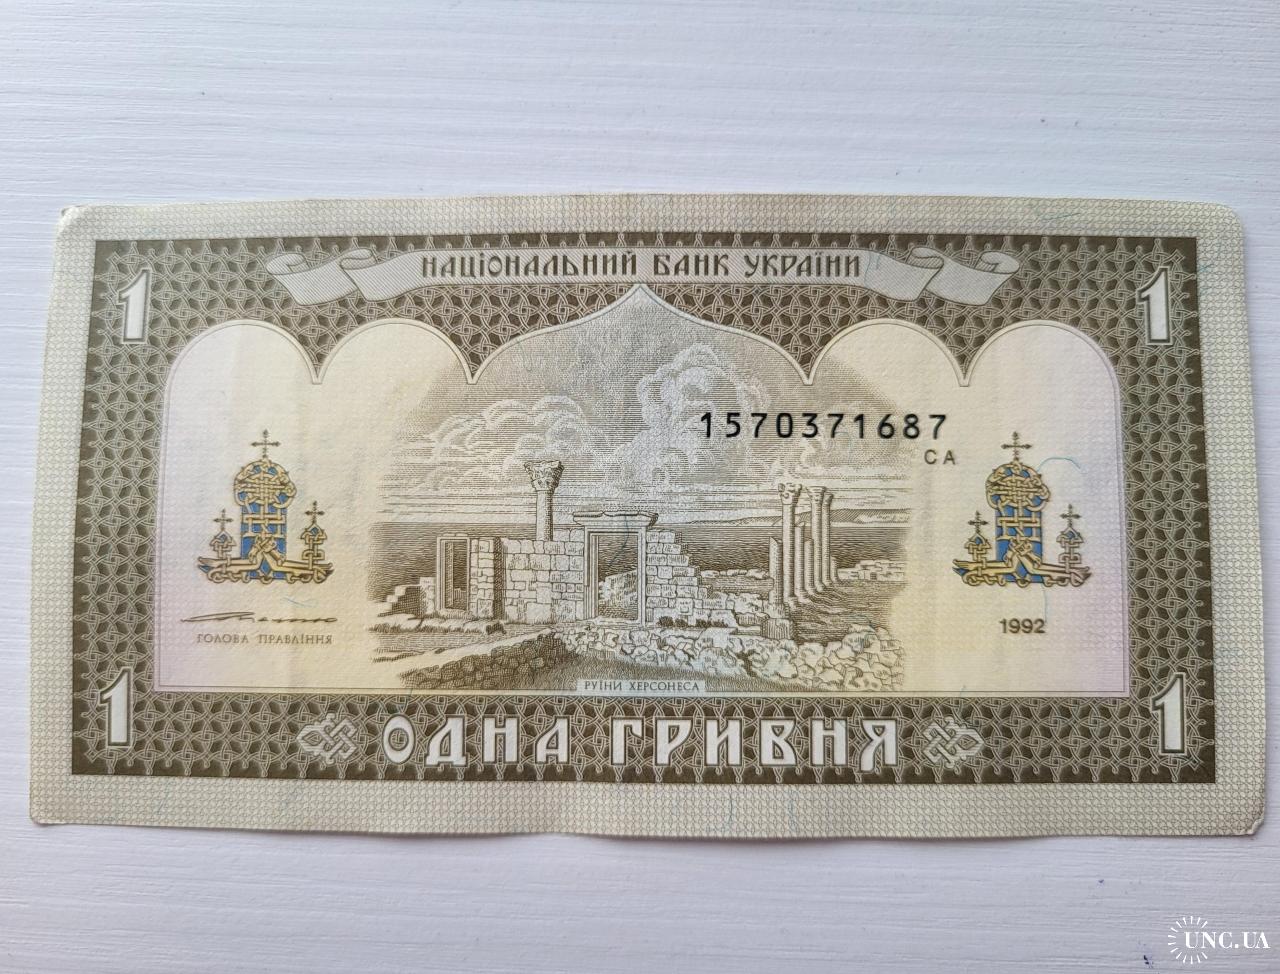 НАЦІОНАЛЬНИЙ БАНК УКРАЇНИ
1 1
1570371687
СА
ГОЛОВА ПРАВЛІННЯ
1992
РУЇНИ ХЕРСОНЕСА
1 1
ОДНА ГРИВНЯ
UNC.UA